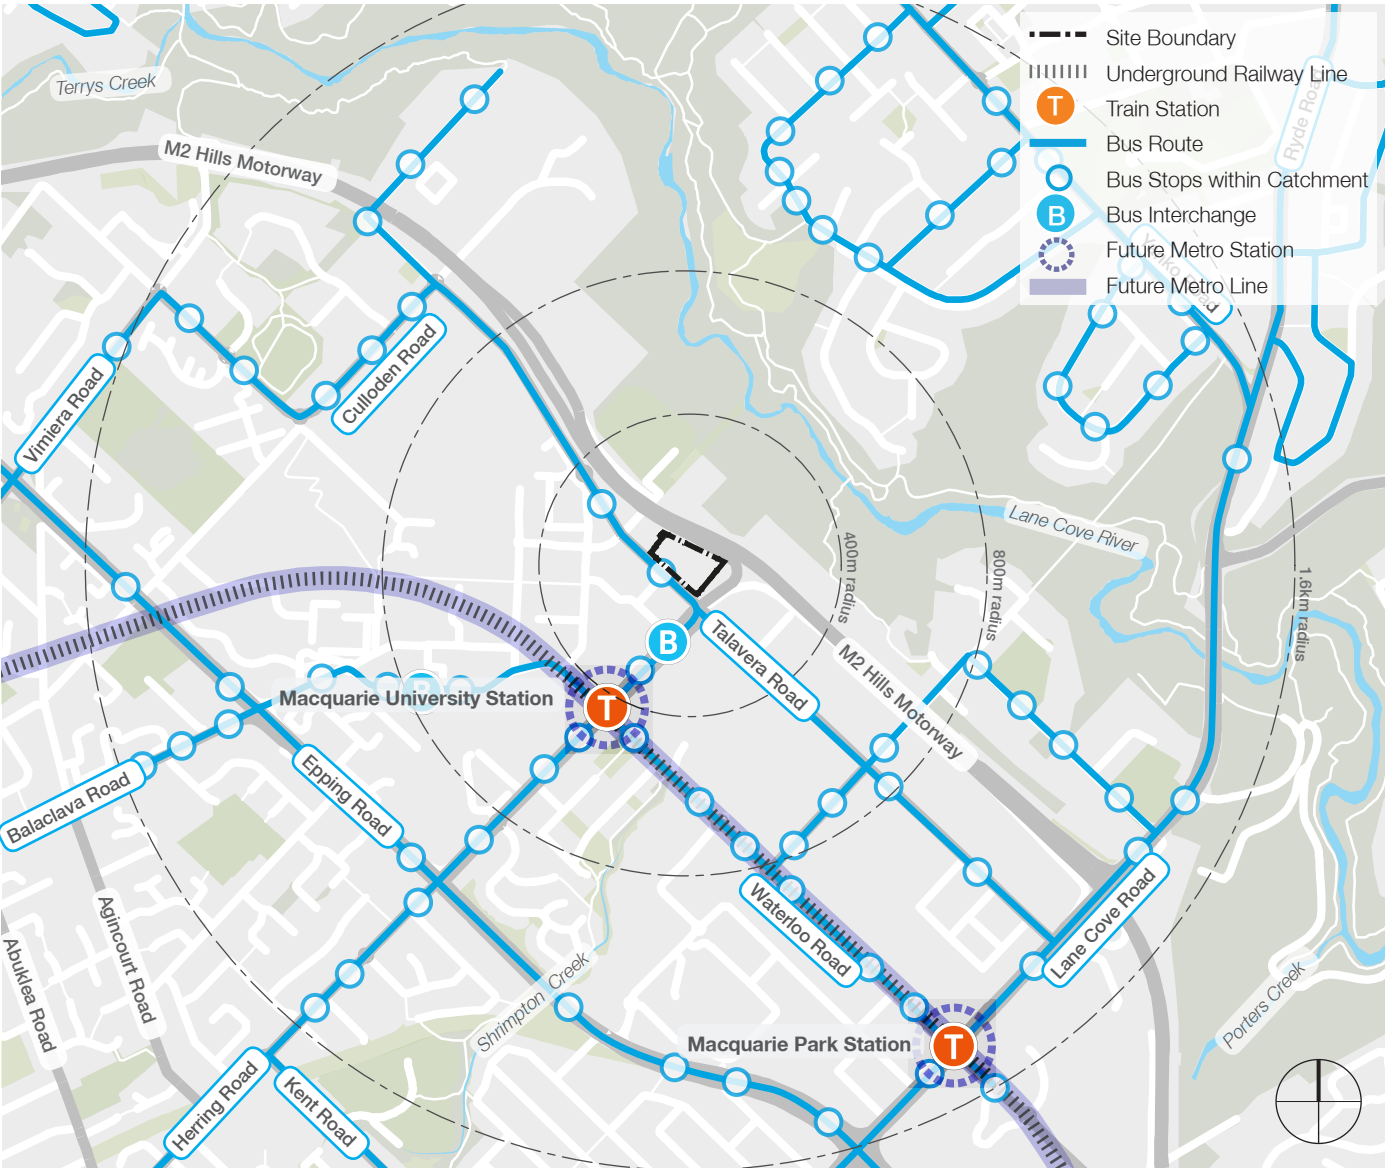 Site Boundary
Underground Railway Line
T
Train Station
Bus Route
Bus Stops within Catchment
B
Bus Interchange
Future Metro Station
Future Metro Line
Ryde Road
Terrys Creek
M2 Hills Motorway
Vimiera Road
Culloden Road
Lane Cove River
400m radius
800m radius
1.6km radius
B
Talavera Road
M2 Hills Motorway
Macquarie University Station
B
T
Balaclava Road
Epping Road
Waterloo Road
Lane Cove Road
Agincourt Road
Abuklea Road
Shrimpton Creek
Porters Creek
Macquarie Park Station
T
Herring Road
Kent Road